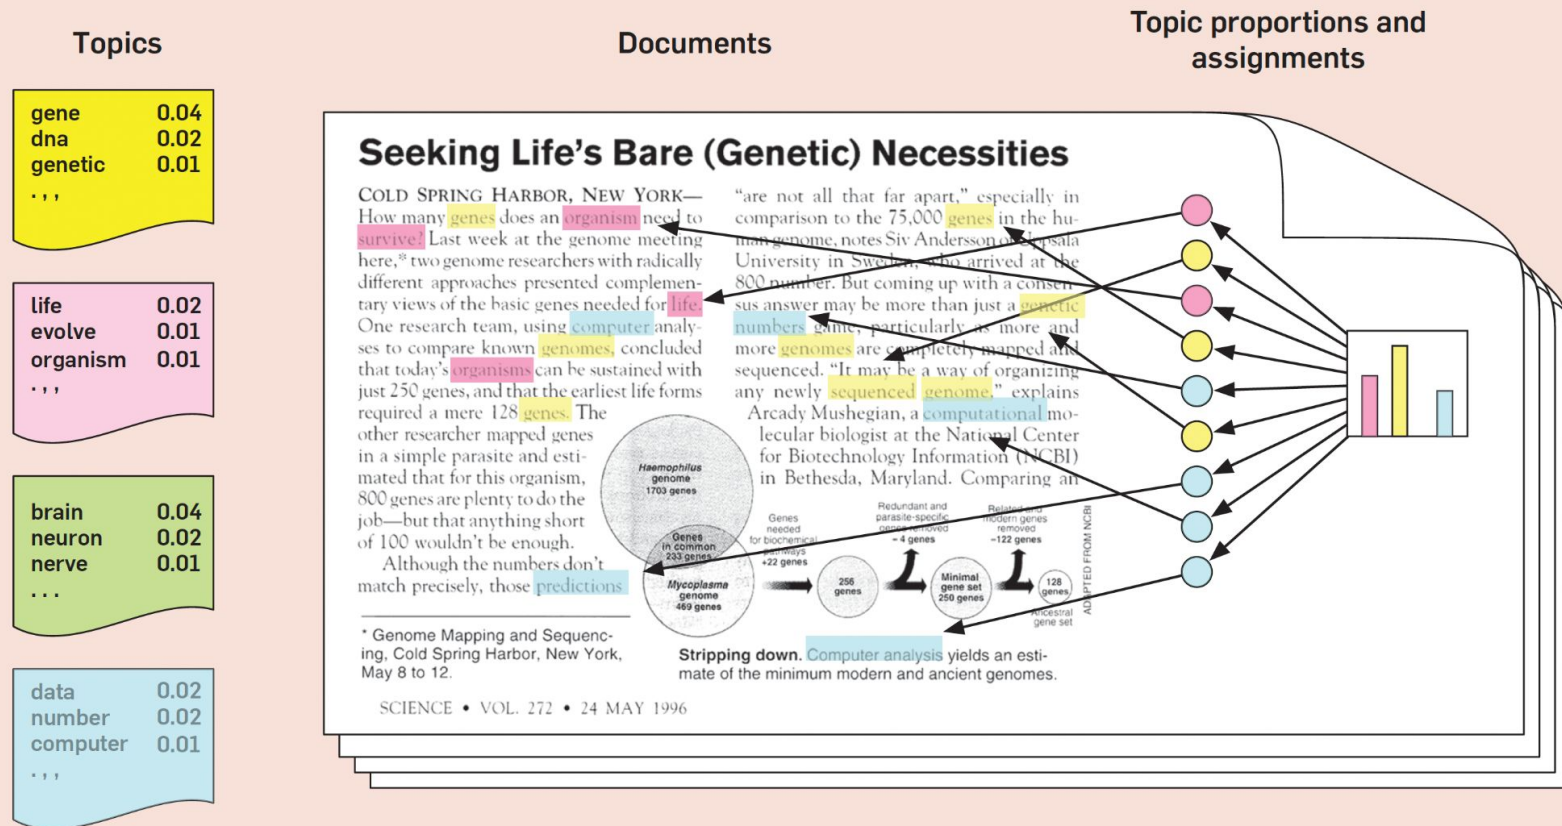 Topics
Documents
Topic proportions and
assignments
gene 0.04
dna 0.02
genetic 0.01
. , ,
life 0.02
evolve 0.01
organism 0.01
. , ,
brain 0.04
neuron 0.02
nerve 0.01
. . .
data 0.02
number 0.02
computer 0.01
. , ,
Seeking Life's Bare (Genetic) Necessities
COLD SPRING HARBOR, NEW YORK—
How many genes does an organism need to
survive? Last week at the genome meeting
here,* two genome researchers with radically
different approaches presented complemen-
tary views of the basic genes needed for life.
One research team, using computer analy-
ses to compare known genomes, concluded
that today's organisms can be sustained with
just 250 genes, and that the earliest life forms
required a mere 128 genes. The
other researcher mapped genes
in a simple parasite and esti-
mated that for this organism,
800 genes are plenty to do the
job—but that anything short
of 100 wouldn't be enough.
Although the numbers don't
match precisely, those predictions
* Genome Mapping and Sequenc-
ing, Cold Spring Harbor, New York,
May 8 to 12.
"are not all that far apart," especially in
comparison to the 75,000 genes in the hu-
man genome, notes Siv Andersson of Uppsala
University in Sweden, who arrived at the
800 number. But coming up with a consen-
sus answer may be more than just a genetic
numbers game, particularly as more and
more genomes are completely mapped and
sequenced. "It may be a way of organizing
any newly sequenced genome," explains
Arcady Mushegian, a computational mo-
lecular biologist at the National Center
for Biotechnology Information (NCBI)
in Bethesda, Maryland. Comparing an
Haemophilus
genome
1703 genes
Genes
in common
233 genes
Mycoplasma
genome
469 genes
Genes
needed
for biochemical
pathways
+22 genes
256
genes
Redundant and
parasite-specific
genes removed
– 4 genes
Minimal
gene set
250 genes
Related and
modern genes
removed
–122 genes
128
genes
Ancestral
gene set
ADAPTED FROM NCBI
Stripping down. Computer analysis yields an esti-
mate of the minimum modern and ancient genomes.
SCIENCE • VOL. 272 • 24 MAY 1996